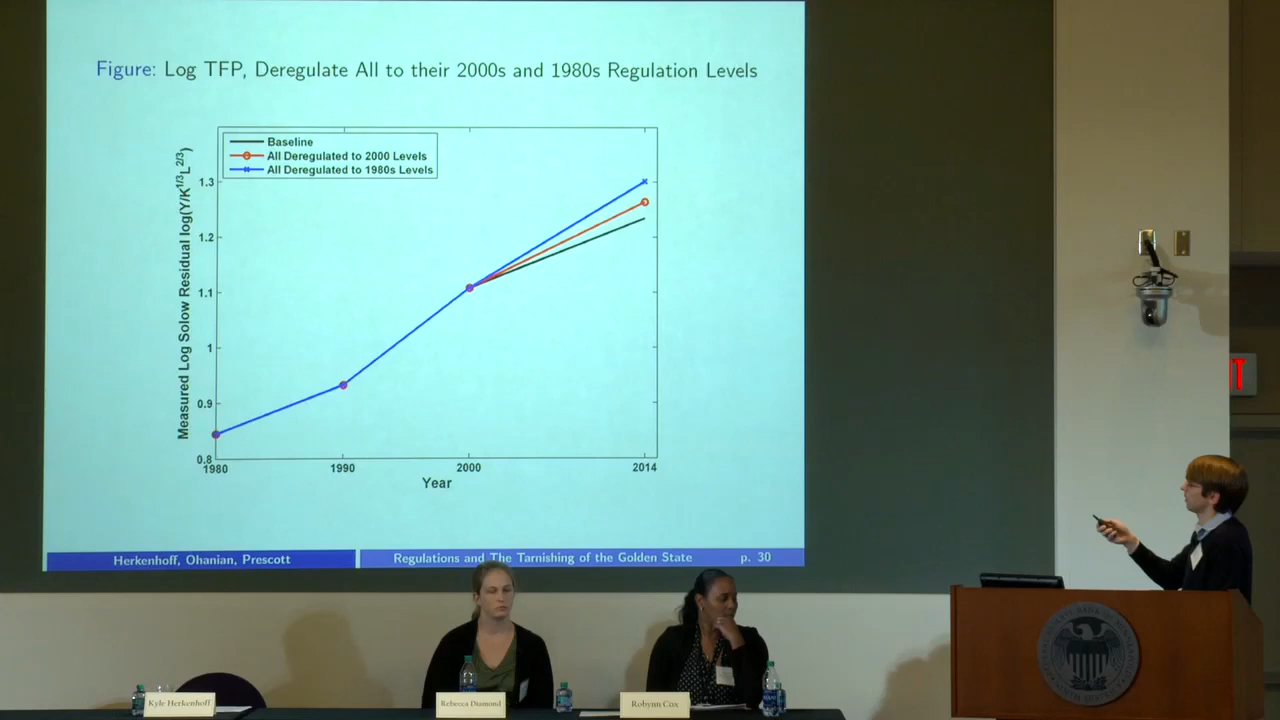 Figure: Log TFP, Deregulate All to their 2000s and 1980s Regulation Levels
Baseline
All Deregulated to 2000 Levels
All Deregulated to 1980s Levels
Measured Log Solow Residual log(Y/K^1/3L^2/3)
1.3
1.2
1.1
1
0.9
0.8
1980
1990
2000
2014
Year
Herkenhoff, Ohanian, Prescott
Regulations and The Tarnishing of the Golden State
p. 30
Kyle Herkenhoff
Rebecca Diamond
Robynn Cox